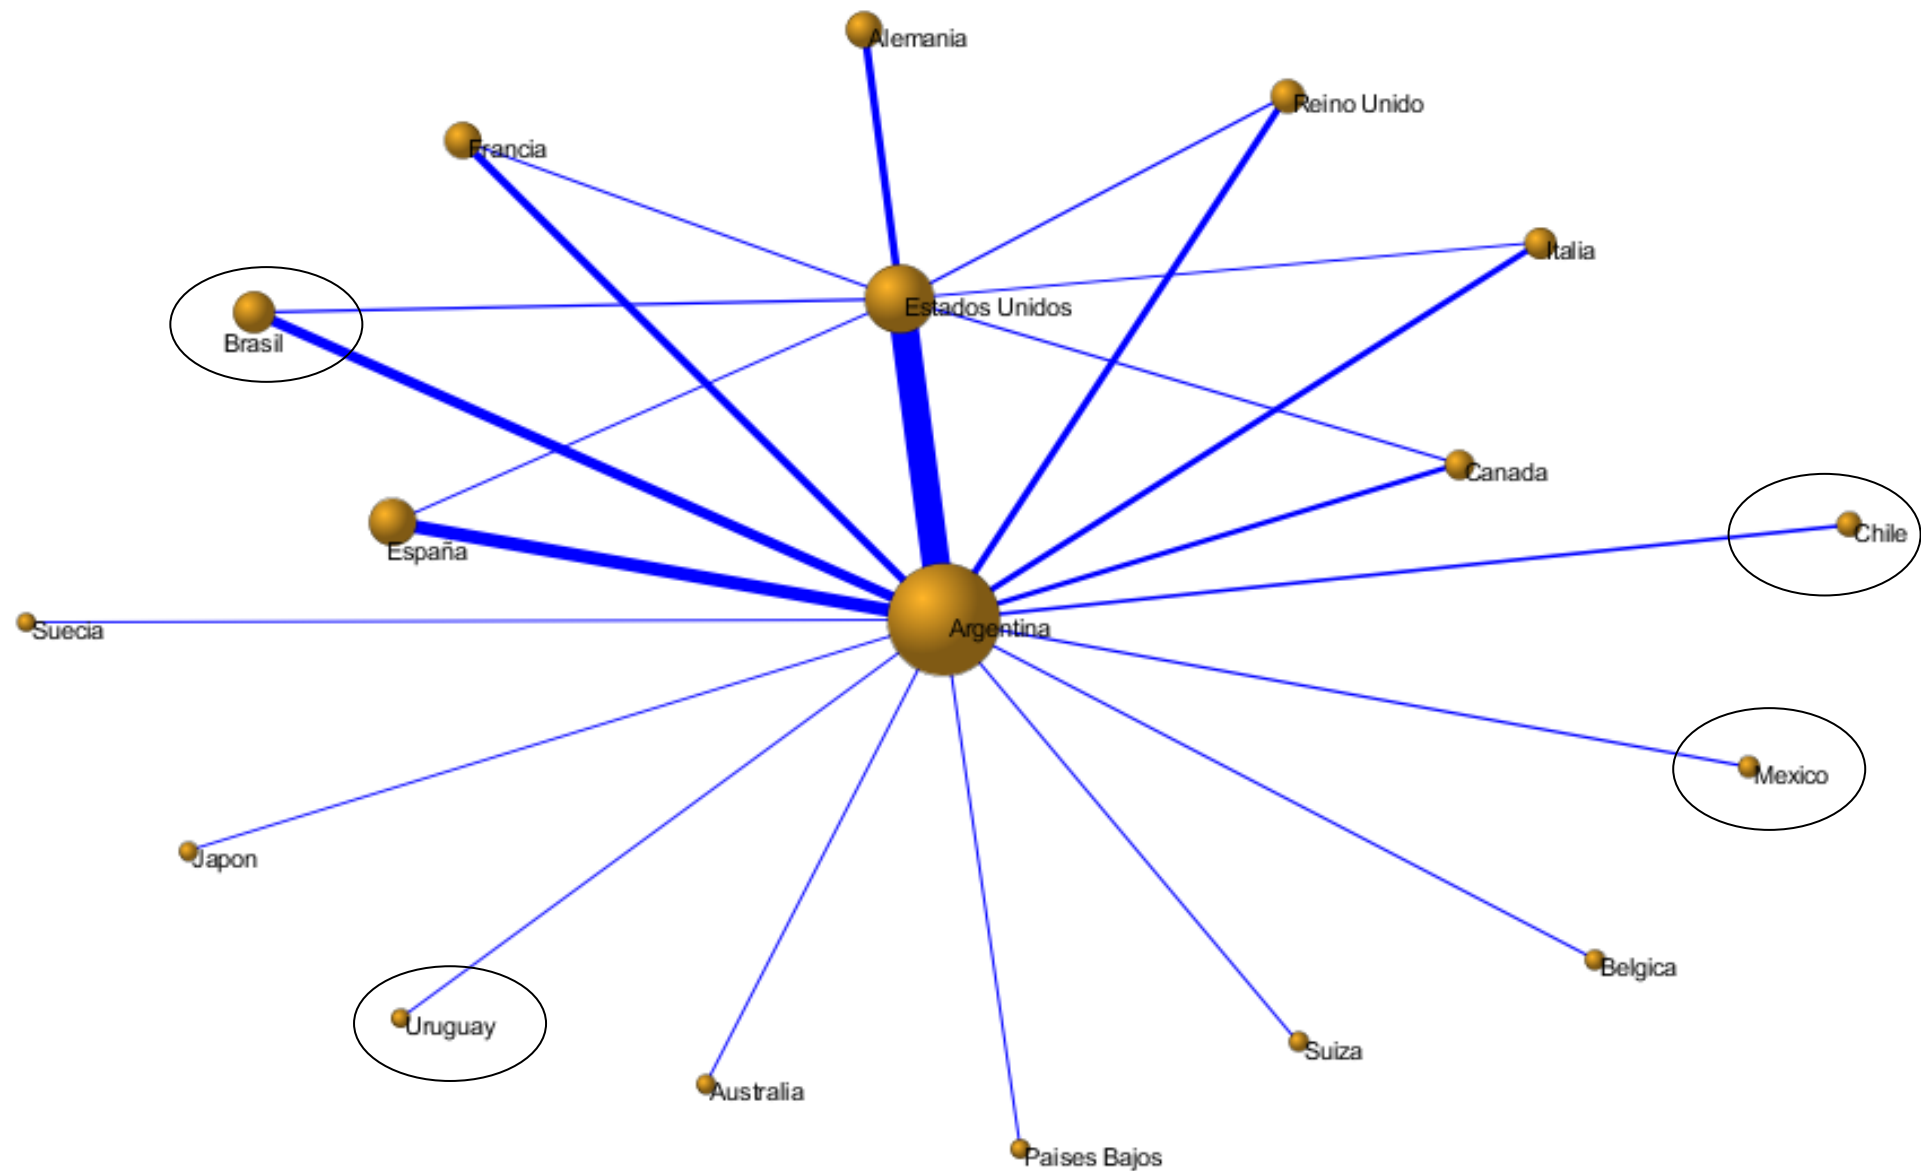 Alemania
Reino Unido
Francia
Italia
Estados Unidos
Brasil
Canada
Chile
España
Argentina
Suecia
Mexico
Japon
Belgica
Uruguay
Suiza
Australia
Paises Bajos